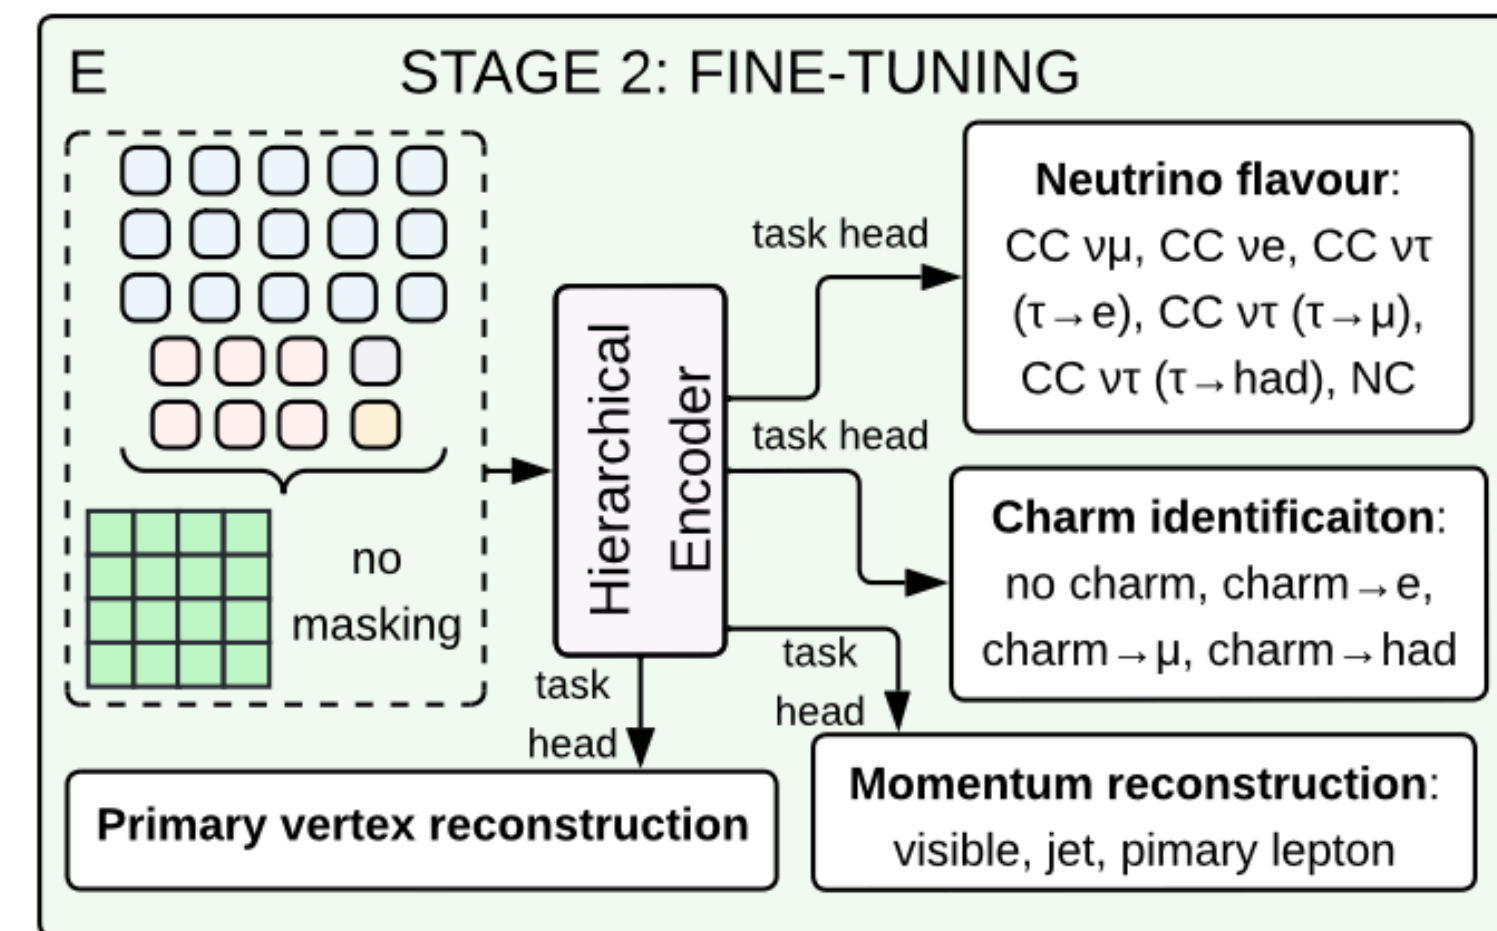 E
STAGE 2: FINE-TUNING
no
masking
Hierarchical
Encoder
task head
Neutrino flavour:
CC νμ, CC νe, CC ντ
(τ→e), CC ντ (τ→μ),
CC ντ (τ→had), NC
task head
Charm identificaiton:
no charm, charm→e,
charm→μ, charm→had
task
head
Momentum reconstruction:
visible, jet, pimary lepton
task
head
Primary vertex reconstruction